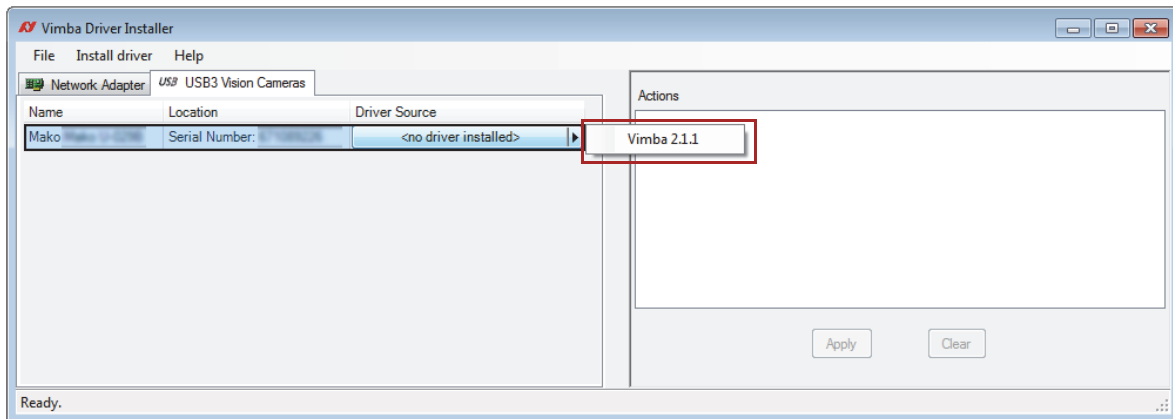 Vimba Driver Installer
File Install driver Help
Network Adapter USB USB3 Vision Cameras
Name Location Driver Source
Mako Serial Number: <no driver installed>
Vimba 2.1.1
Actions
Apply Clear
Ready.